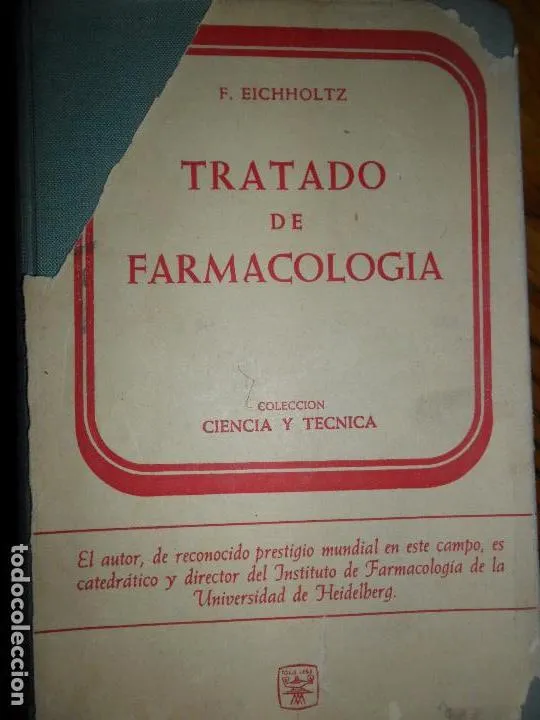 F. EICHHOLTZ
TRATADO
DE
FARMACOLOGIA
COLECCION
CIENCIA Y TECNICA
El autor, de reconocido prestigio mundial en este campo, es
catedrático y director del Instituto de Farmacología de la
Universidad de Heidelberg.
todocoleccion